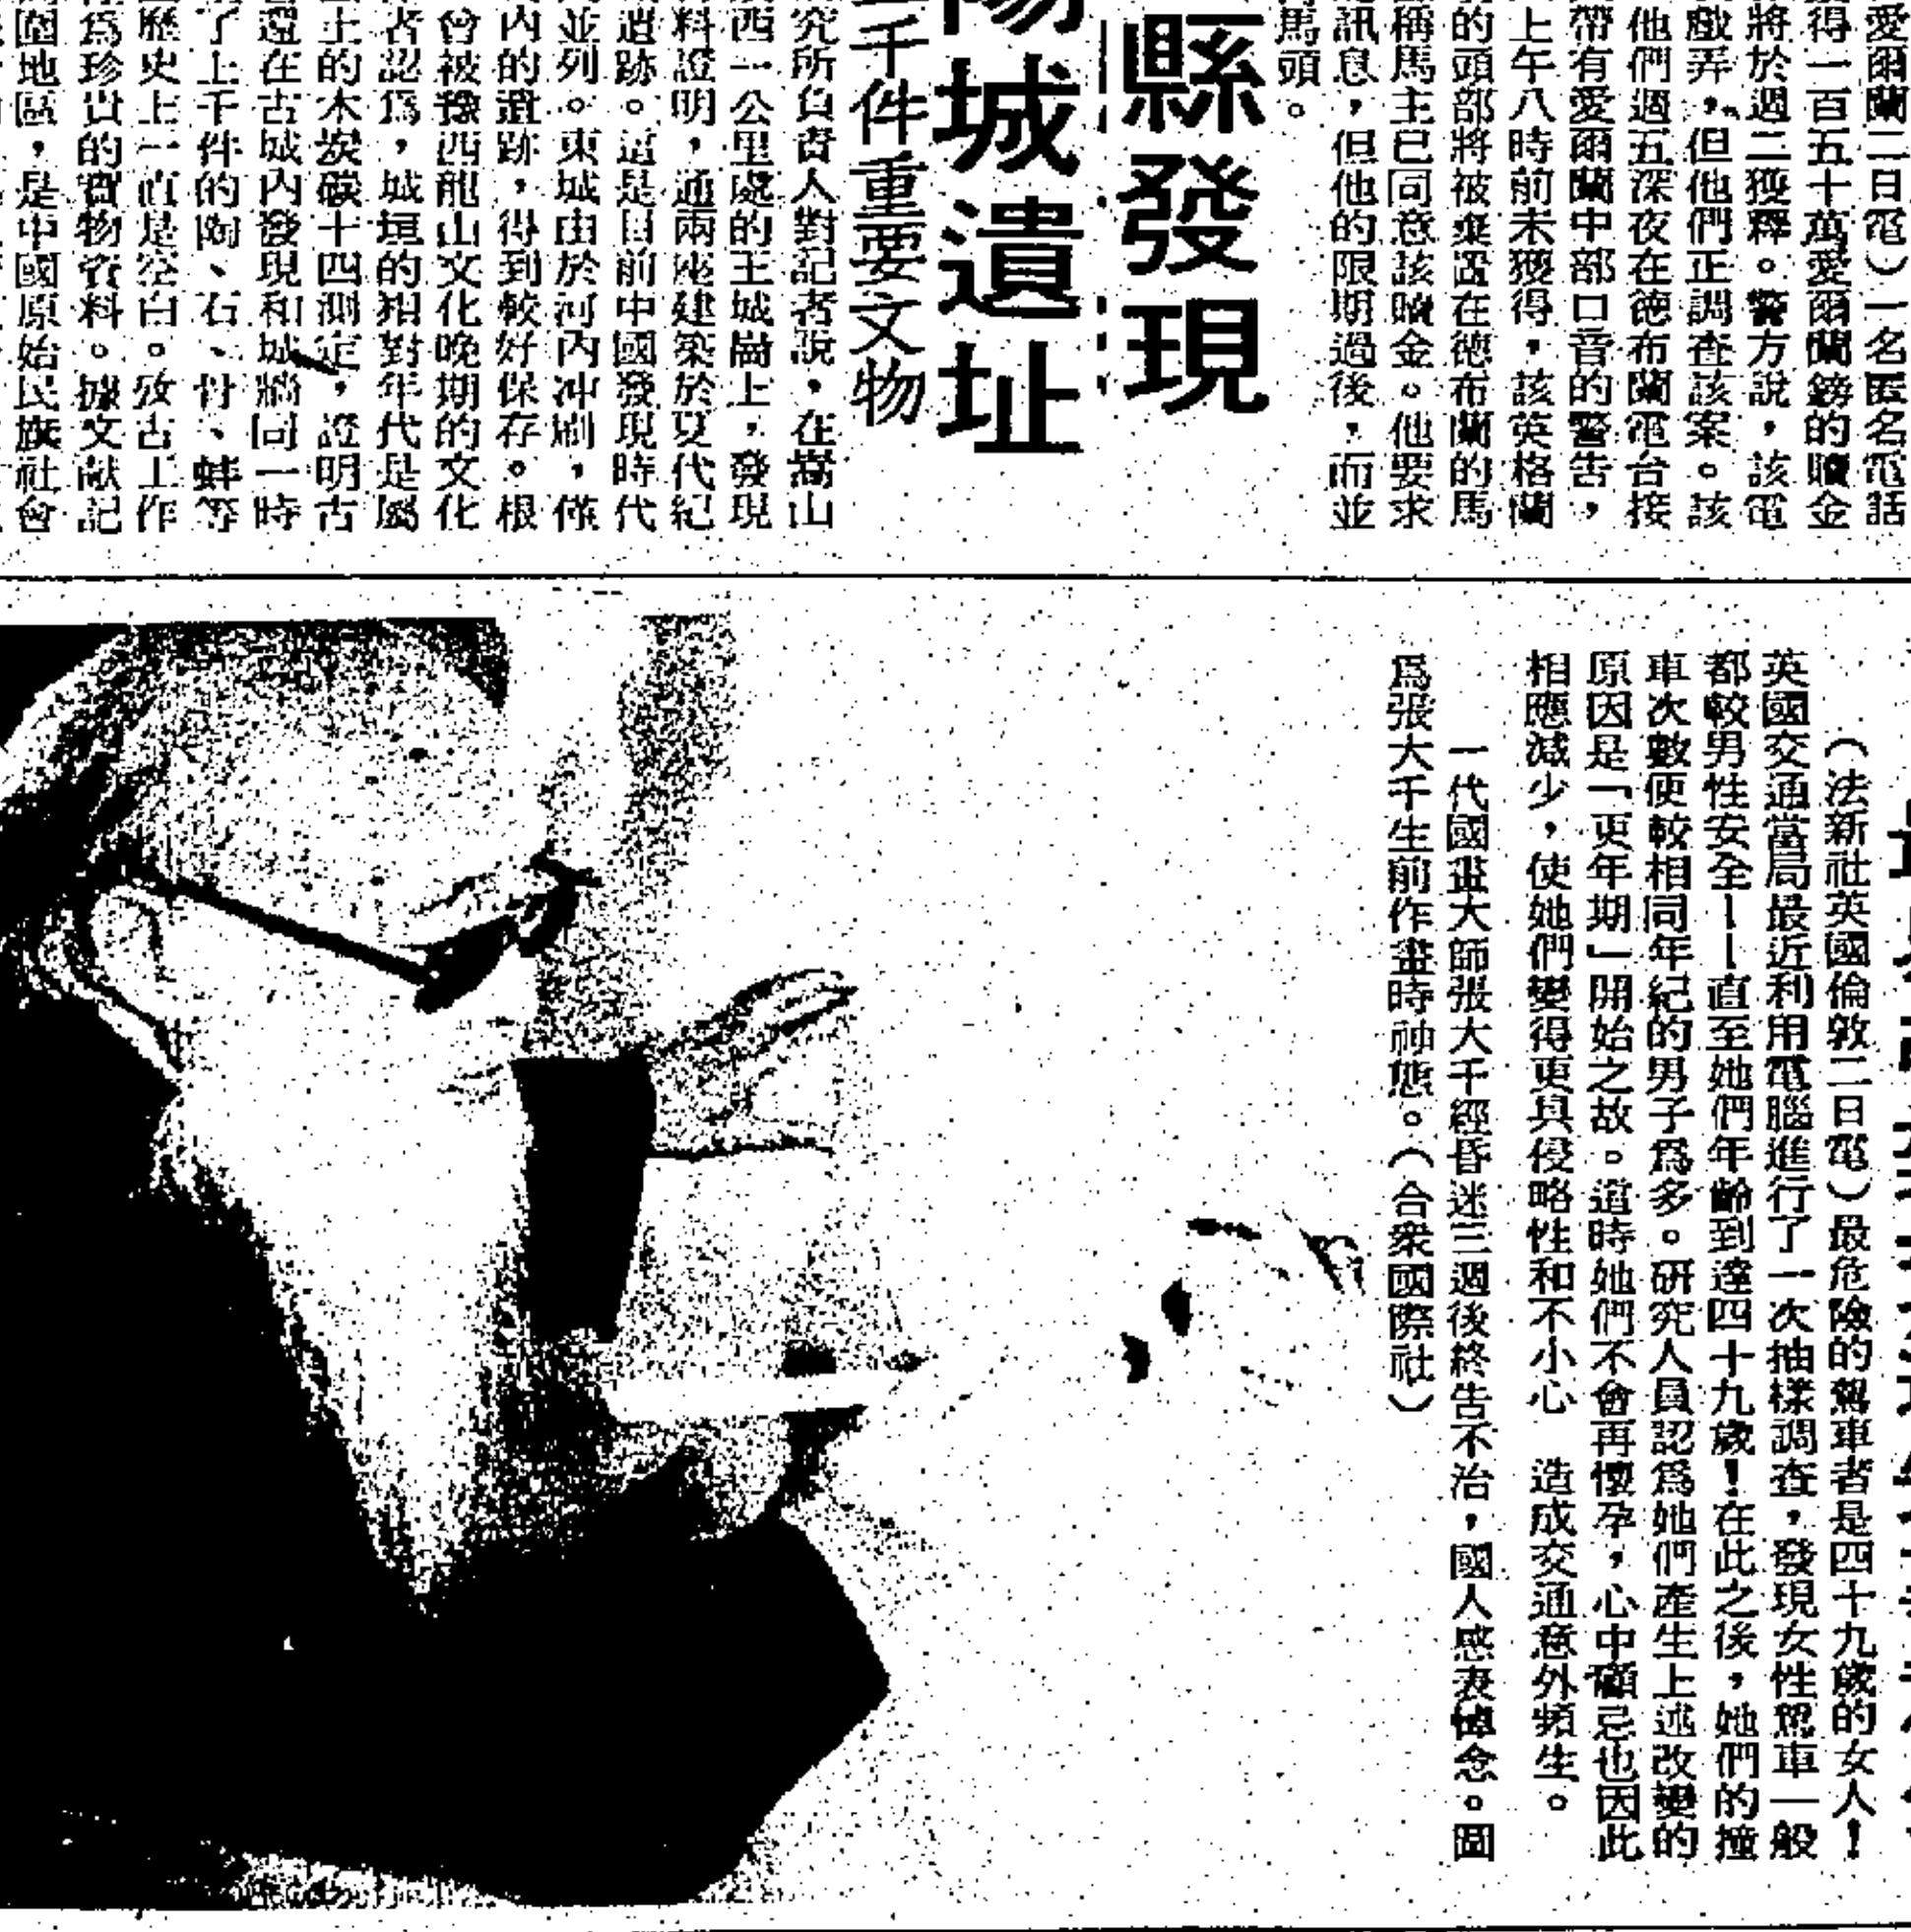 愛爾蘭二日電）一名匿名電話
得一百五十萬愛爾蘭鎊的贖金
將於週二獲釋。警方說，該電
戲弄，但他們正調查該案。該
他們週五深夜在德布蘭電台接
帶有愛爾蘭中部口音的警告，
上午八時前未獲得，該英格蘭
的頭部將被棄置在德布蘭的馬
稱馬主已同意該贖金。他要求
訊息，但他的限期過後，而並
馬頭。
縣發現
陽城遺址
千件重要文物
究所負責人對記者說，在嵩山
西一公里處的王城崗上，發現
料證明，通兩座建築於夏代紀
遺跡。這是目前中國發現時代
並列。東城由於河內冲刷，僅
內的遺跡，得到較好保存。根
曾被豫西龍山文化晚期的文化
者認爲，城垣的相對年代是屬
土的木炭碳十四測定，證明古
還在古城內發現和城牆同一時
了上千件的陶、石、骨、蚌等
歷史上一直是空白。攷古工作
爲珍貴的實物資料。據文献記
圍地區，是中國原始民族社會
（法新社英國倫敦二日電）最危險的駕車者是四十九歲的女人！
英國交通當局最近利用電腦進行了一次抽樣調查，發現女性駕車一般
都較男性安全——直至她們年齡到達四十九歲！在此之後，她們的撞
車次數便較相同年紀的男子爲多。研究人員認爲她們產生上述改變的
原因是「更年期」開始之故。這時她們不會再懷孕，心中顧忌也因此
相應減少，使她們變得更具侵略性和不小心　造成交通意外頻生。
一代國畫大師張大千經昏迷三週後終告不治，國人感表悼念。圖
爲張大千生前作畫時神態。（合衆國際社）